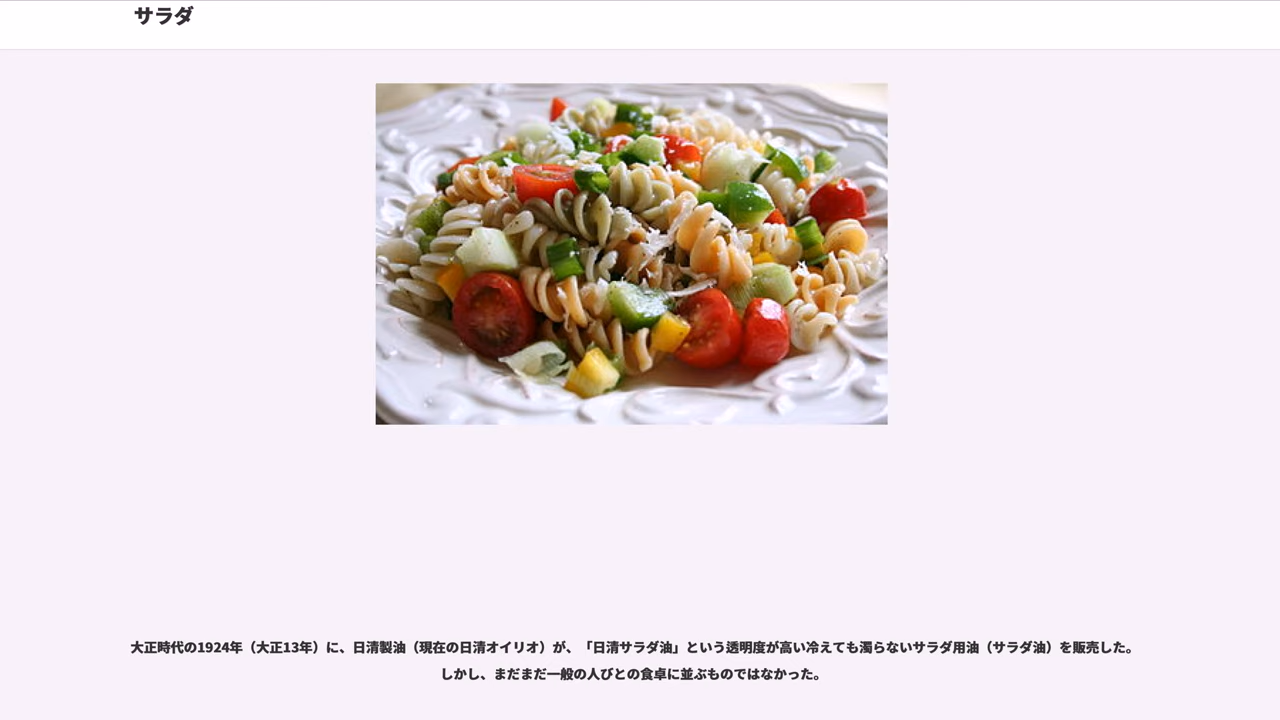 サラダ
大正時代の1924年（大正13年）に、日清製油（現在の日清オイリオ）が、「日清サラダ油」という透明度が高い冷えても濁らないサラダ用油（サラダ油）を販売した。
しかし、まだまだ一般の人びとの食卓に並ぶものではなかった。